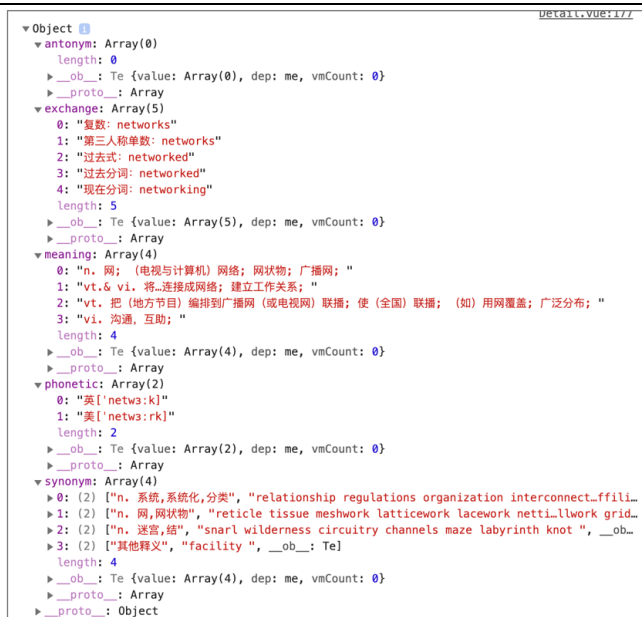 Detail.vue:177
▼Object i
▼antonym: Array(0)
length: 0
▶__ob__: Te {value: Array(0), dep: me, vmCount: 0}
▶__proto__: Array
▼exchange: Array(5)
0: "复数: networks"
1: "第三人称单数: networks"
2: "过去式: networked"
3: "过去分词: networked"
4: "现在分词: networking"
length: 5
▶__ob__: Te {value: Array(5), dep: me, vmCount: 0}
▶__proto__: Array
▼meaning: Array(4)
0: "n. 网; （电视与计算机）网络; 网状物; 广播网; "
1: "vt.& vi. 将…连接成网络; 建立工作关系; "
2: "vt. 把（地方节目）编排到广播网（或电视网）联播; 使（全国）联播; （如）用网覆盖; 广泛分布; "
3: "vi. 沟通, 互助; "
length: 4
▶__ob__: Te {value: Array(4), dep: me, vmCount: 0}
▶__proto__: Array
▼phonetic: Array(2)
0: "英[ˈnetwɜ:k]"
1: "美[ˈnetwɜ:rk]"
length: 2
▶__ob__: Te {value: Array(2), dep: me, vmCount: 0}
▶__proto__: Array
▼synonym: Array(4)
▶0: (2) ["n. 系统,系统化,分类", "relationship regulations organization interconnect…ffili…
▶1: (2) ["n. 网,网状物", "reticle tissue meshwork latticework lacework netti…llwork grid…
▶2: (2) ["n. 迷宫,结", "snarl wilderness circuitry channels maze labyrinth knot ", __ob…
▶3: (2) ["其他释义", "facility ", __ob__: Te]
length: 4
▶__ob__: Te {value: Array(4), dep: me, vmCount: 0}
▶__proto__: Array
▶__proto__: Object